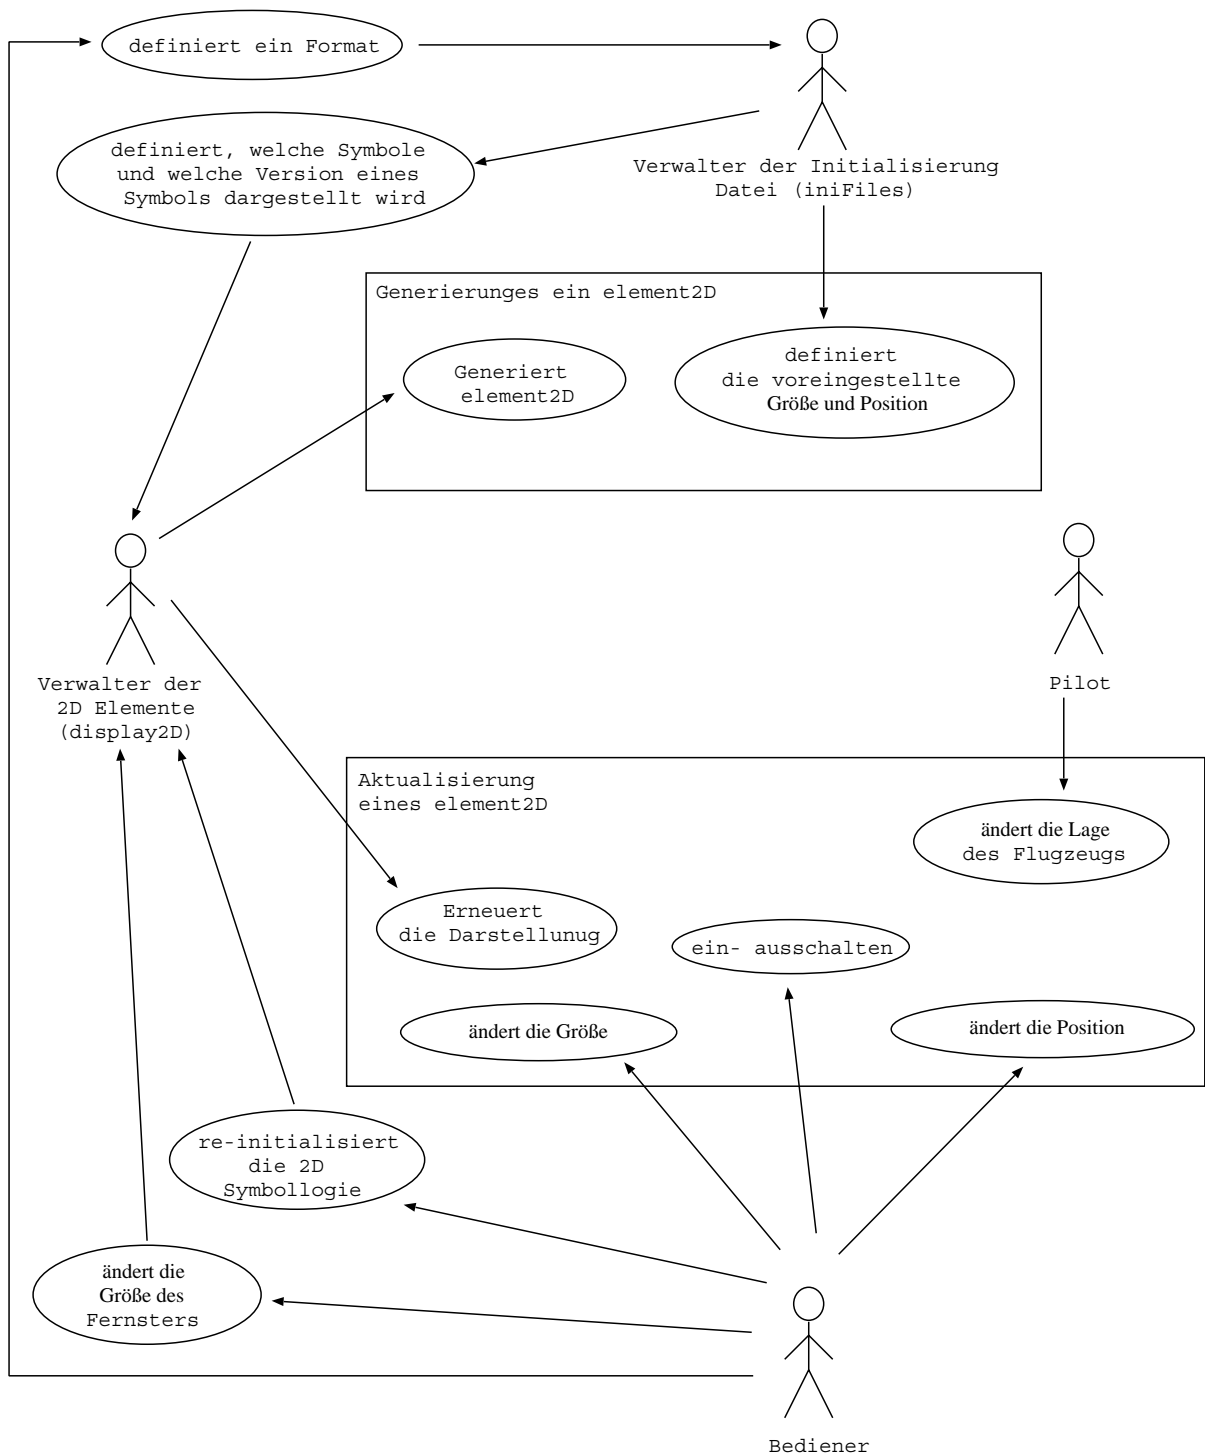 definiert ein Format
definiert, welche Symbole
und welche Version eines
Symbols dargestellt wird
Verwalter der Initialisierung
Datei (iniFiles)
Generierunges ein element2D
Generiert
element2D
definiert
die voreingestellte
Größe und Position
Verwalter der
2D Elemente
(display2D)
Pilot
Aktualisierung
eines element2D
ändert die Lage
des Flugzeugs
Erneuert
die Darstellunug
ein- ausschalten
ändert die Größe
ändert die Position
re-initialisiert
die 2D
Symbollogie
ändert die
Größe des
Fernsters
Bediener